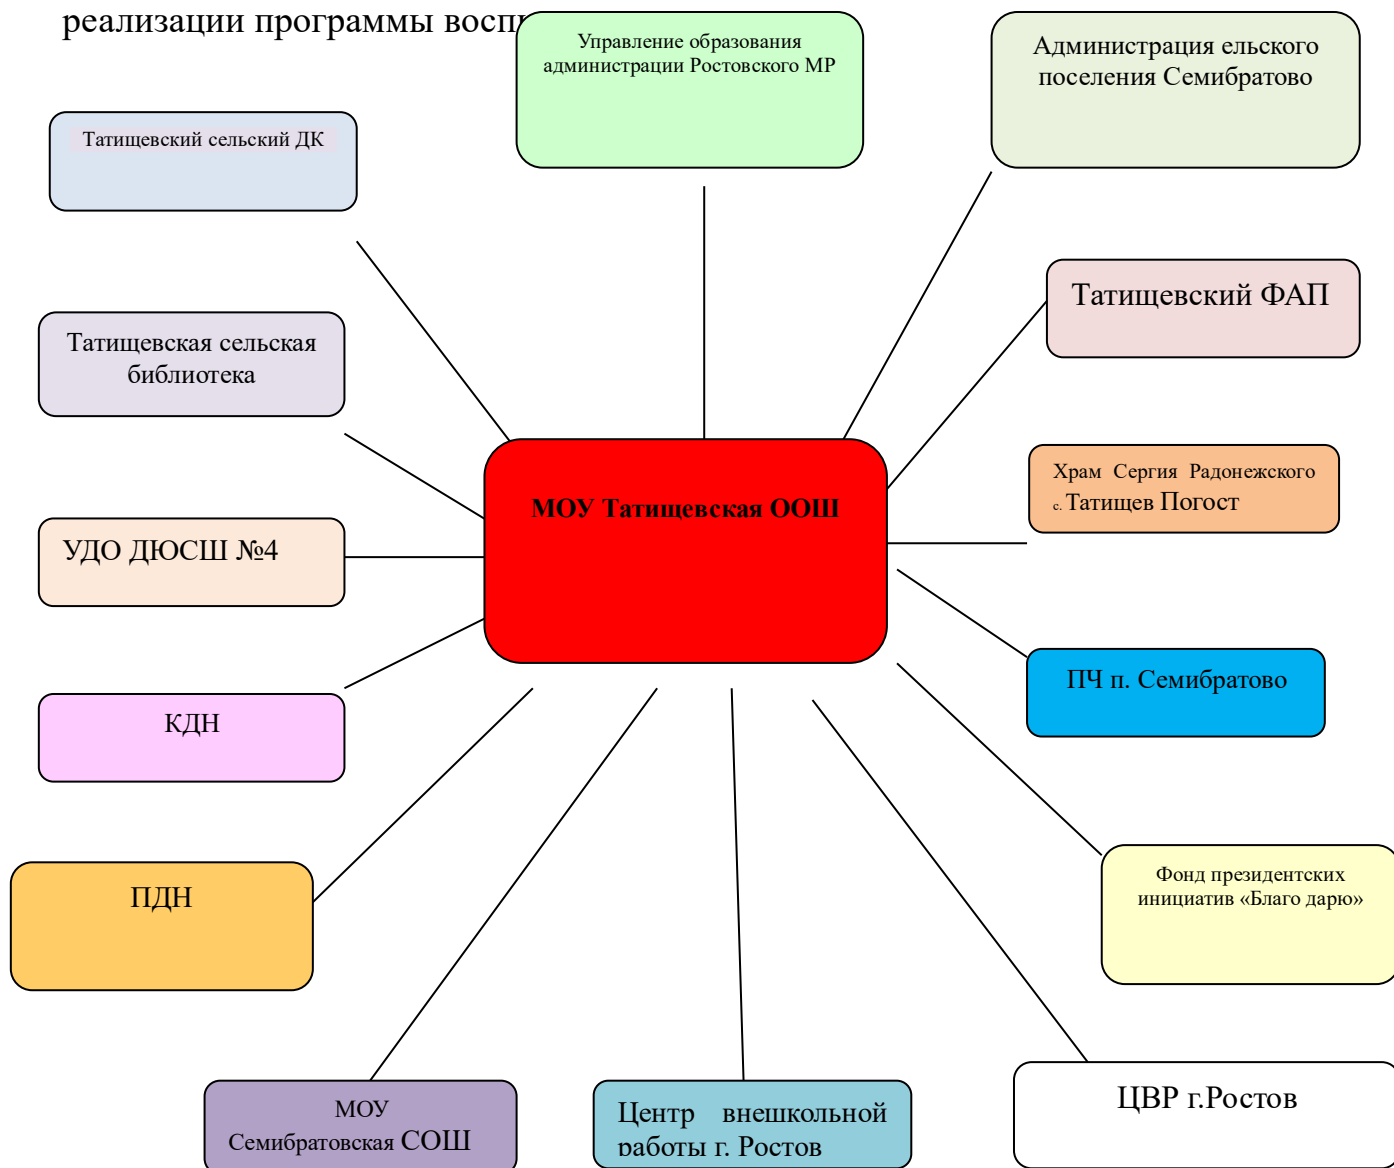 реализации программы
Управление образования
администрации Ростовского МР
Администрация ельского
поселения Семибратово
Татищевский сельский ДК
Татищевский ФАП
Татищевская сельская
библиотека
МОУ Татищевская ООШ
Храм Сергия Радонежского
с. Татищев Погост
УДО ДЮСШ №4
ПЧ п. Семибратово
КДН
ПДН
Фонд президентских
инициатив «Благо дарю»
МОУ
Семибратовская СОШ
Центр внешкольной
работы г. Ростов
ЦВР г.Ростов